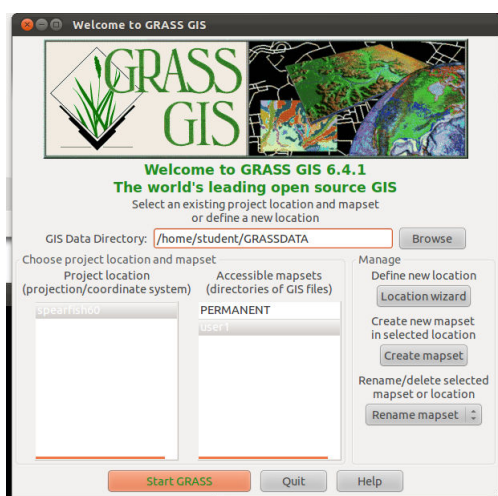 Welcome to GRASS GIS
GRASS
GIS
Welcome to GRASS GIS 6.4.1
The world's leading open source GIS
Select an existing project location and mapset
or define a new location
GIS Data Directory: /home/student/GRASSDATA Browse
Choose project location and mapset
Project location
(projection/coordinate system)
spearfish60
Accessible mapsets
(directories of GIS files)
PERMANENT
user1
Manage
Define new location
Location wizard
Create new mapset
in selected location
Create mapset
Rename/delete selected
mapset or location
Rename mapset
Start GRASS Quit Help